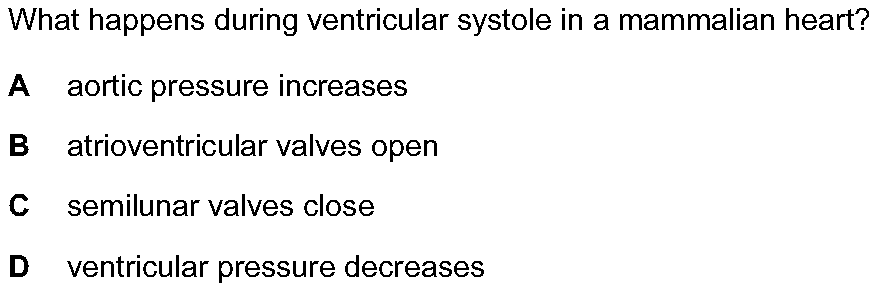 What happens during ventricular systole in a mammalian heart?
A aortic pressure increases
B atrioventricular valves open
C semilunar valves close
D ventricular pressure decreases